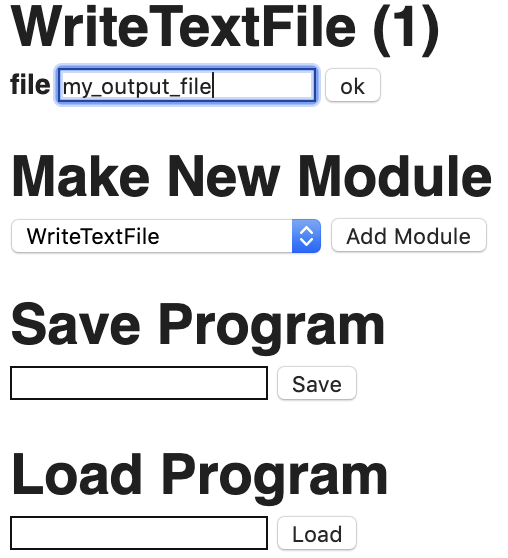 WriteTextFile (1)
file my_output_file ok
Make New Module
WriteTextFile Add Module
Save Program
Save
Load Program
Load